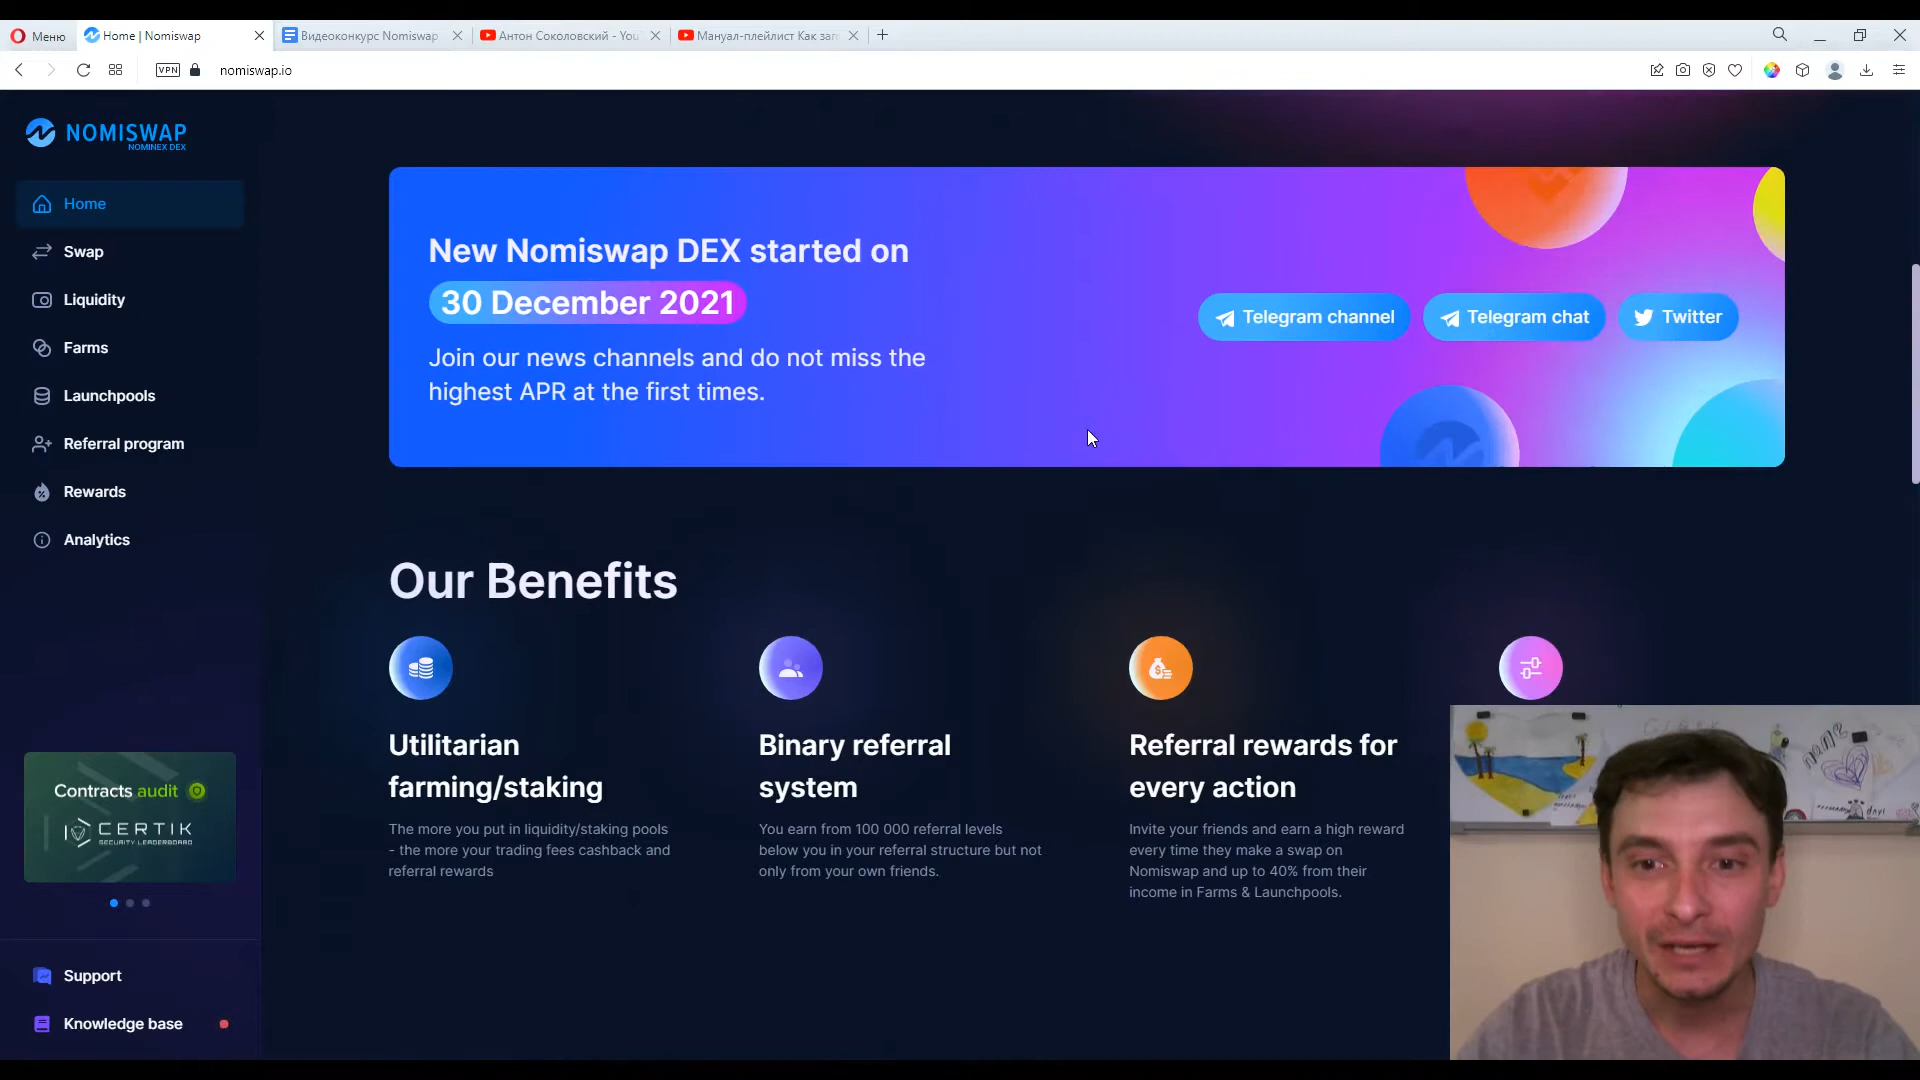 Меню
Home | Nomiswap
Видеоконкурс Nomiswap
Антон Соколовский - You
Мануал-плейлист Как зап
VPN
nomiswap.io
NOMISWAP
NOMINEX DEX
Home
Swap
Liquidity
Farms
Launchpools
Referral program
Rewards
Analytics
Contracts audit
CERTIK
SECURITY LEADERBOARD
Support
Knowledge base
New Nomiswap DEX started on
30 December 2021
Join our news channels and do not miss the
highest APR at the first times.
Telegram channel
Telegram chat
Twitter
Our Benefits
Utilitarian
farming/staking
The more you put in liquidity/staking pools
- the more your trading fees cashback and
referral rewards
Binary referral
system
You earn from 100 000 referral levels
below you in your referral structure but not
only from your own friends.
Referral rewards for
every action
Invite your friends and earn a high reward
every time they make a swap on
Nomiswap and up to 40% from their
income in Farms & Launchpools.